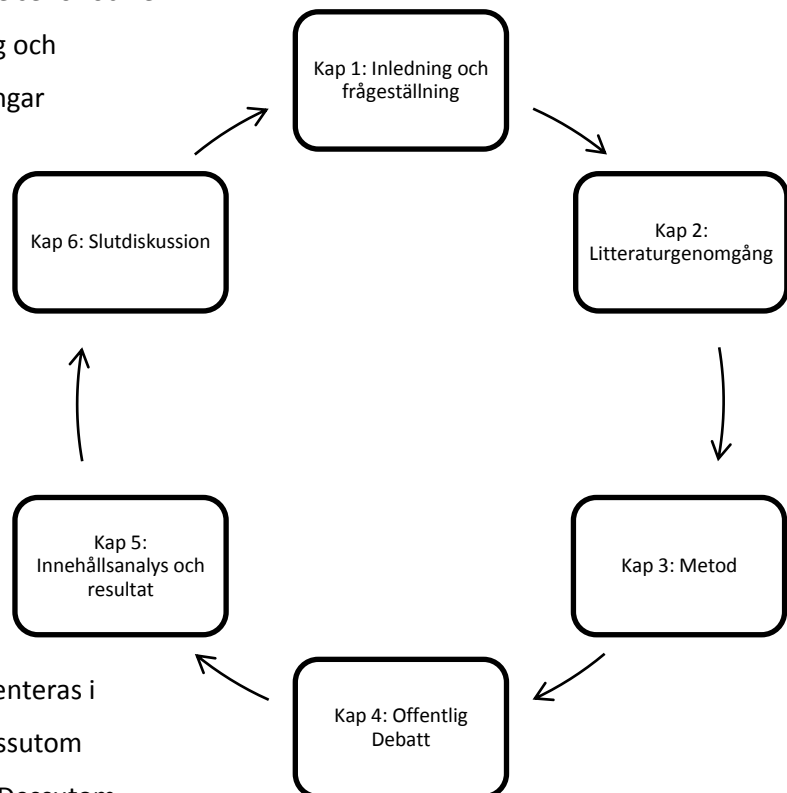 g och
ngar
Kap 1: Inledning och
frågeställning
Kap 2:
Litteraturgenomgång
Kap 3: Metod
Kap 4: Offentlig
Debatt
Kap 5:
Innehållsanalys och
resultat
Kap 6: Slutdiskussion
enteras i
ssutom